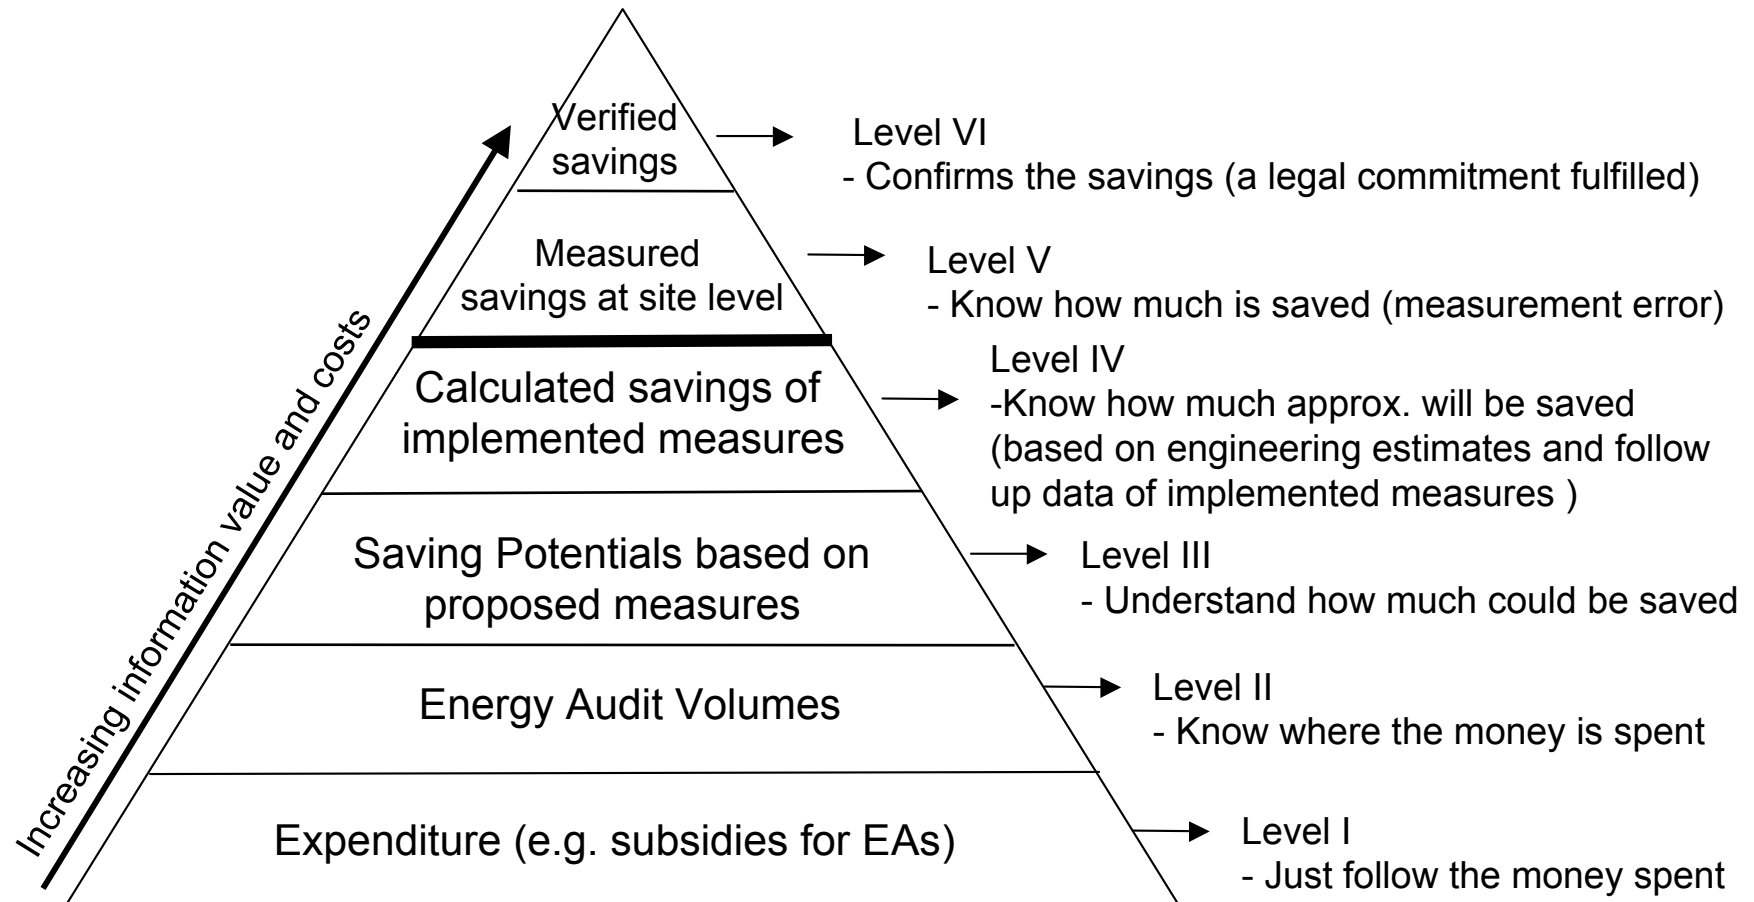 Verified
savings
Level VI
- Confirms the savings (a legal commitment fulfilled)
Measured
savings at site level
Level V
- Know how much is saved (measurement error)
Calculated savings of
implemented measures
Level IV
-Know how much approx. will be saved
(based on engineering estimates and follow
up data of implemented measures )
Saving Potentials based on
proposed measures
Level III
- Understand how much could be saved
Energy Audit Volumes
Level II
- Know where the money is spent
Expenditure (e.g. subsidies for EAs)
Level I
- Just follow the money spent
Increasing information value and costs